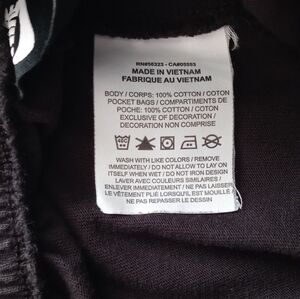 RN#56323 - CA#05553
MADE IN VIETNAM
FABRIQUÉ AU VIETNAM
BODY / CORPS: 100% COTTON / COTON
POCKET BAGS / COMPARTIMENTS DE
POCHE: 100% COTTON / COTON
EXCLUSIVE OF DECORATION /
DECORATION NON COMPRISE
WASH WITH LIKE COLORS / REMOVE
IMMEDIATELY / DO NOT ALLOW TO LAY ON
ITSELF WHEN WET / DO NOT IRON DESIGN
LAVER AVEC COULEURS SIMILAIRES /
ENLEVER IMMEDIATEMENT / NE PAS LAISSER
LE VÊTEMENT PLIÉ LORSQU'IL EST MOUILLÉ /
NE PAS REPASSER LE DESSIN